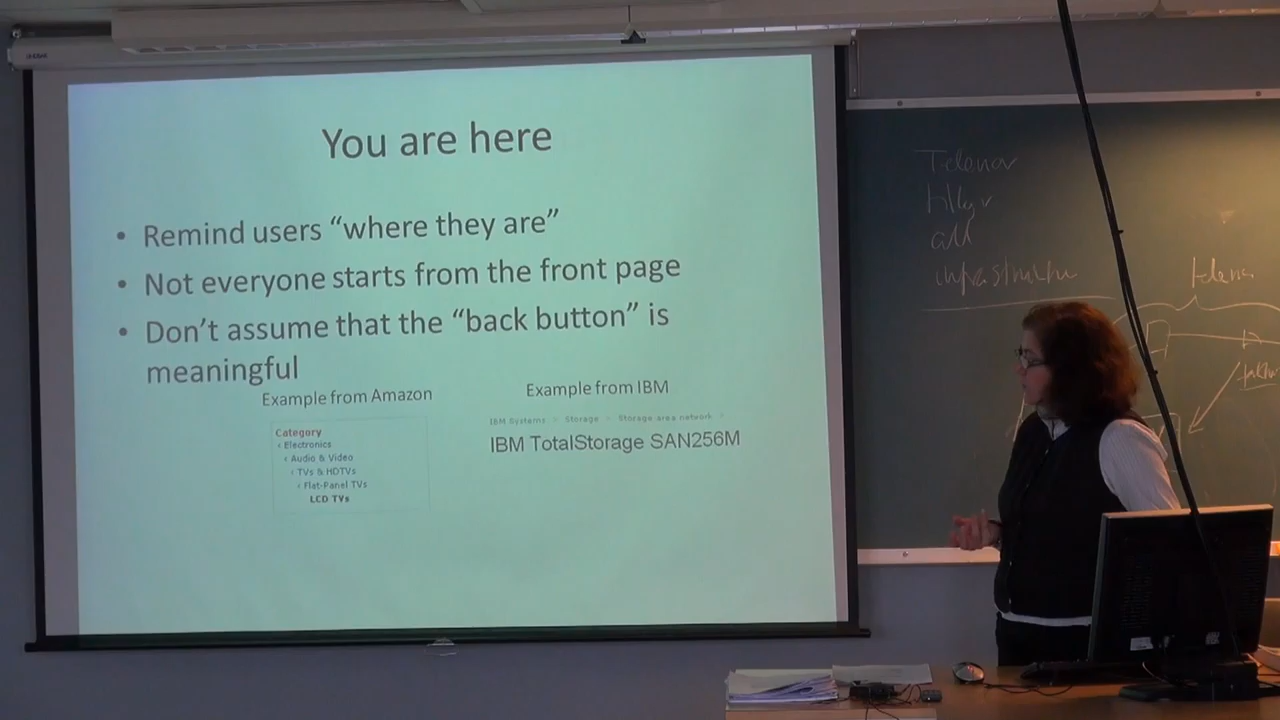 You are here
• Remind users “where they are”
• Not everyone starts from the front page
• Don’t assume that the “back button” is
meaningful
Example from Amazon
Category
‹ Electronics
‹ Audio & Video
‹ TVs & HDTVs
‹ Flat-Panel TVs
LCD TVs
Example from IBM
IBM Systems > Storage > Storage area network >
IBM TotalStorage SAN256M
Telenor
all